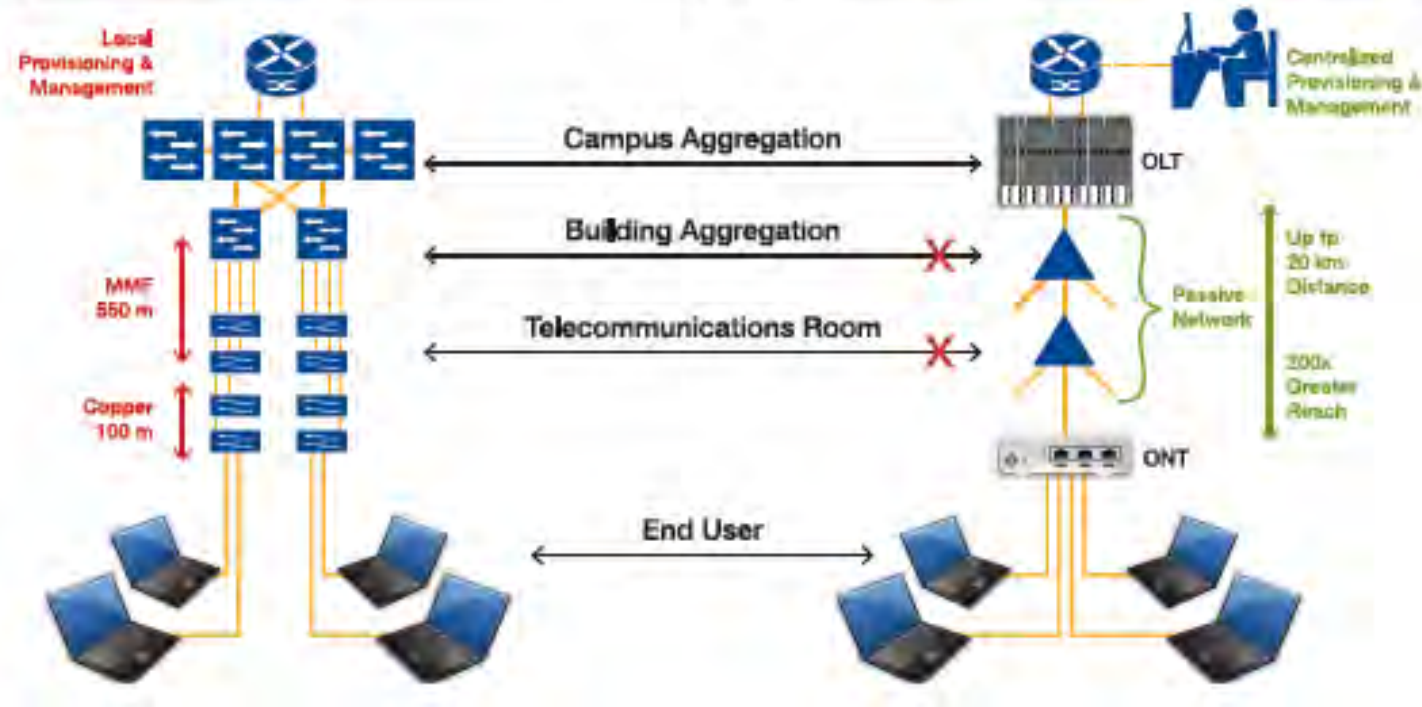 Local
Provisioning &
Management
Campus Aggregation
OLT
Centralized
Provisioning &
Management
Building Aggregation
MMF
550 m
Telecommunications Room
Passive
Network
Up to
20 km
Distance
200x
Greater
Reach
Copper
100 m
ONT
End User